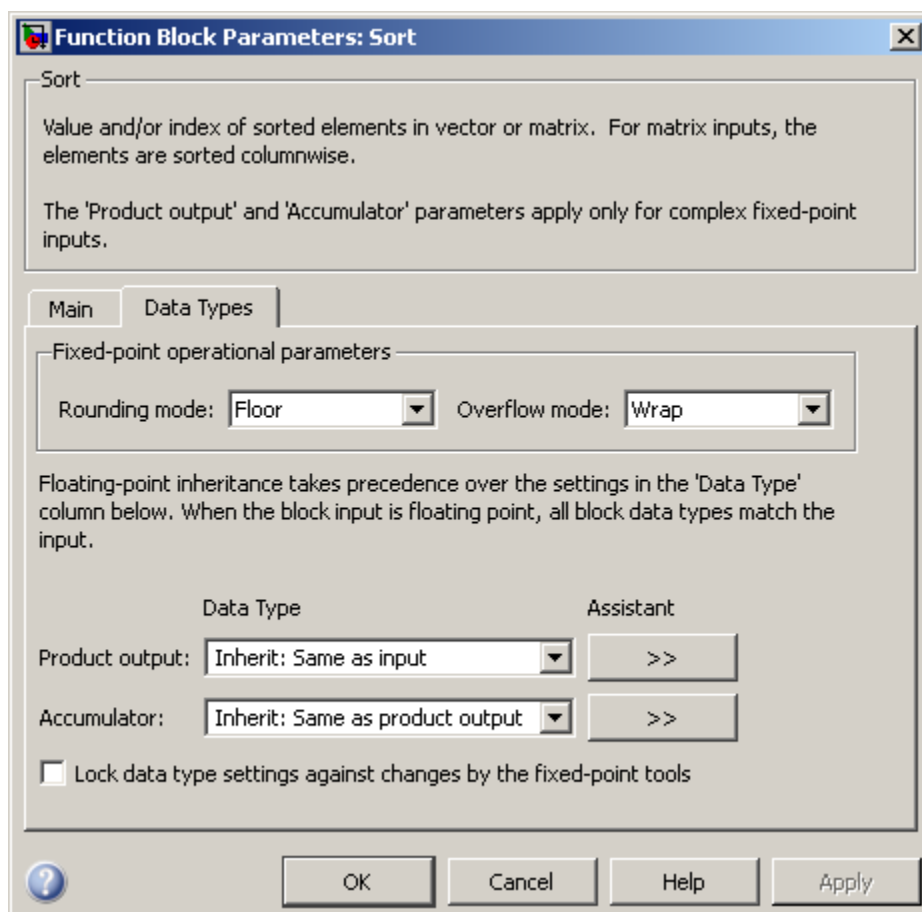 Function Block Parameters: Sort
Sort
Value and/or index of sorted elements in vector or matrix.  For matrix inputs, the
elements are sorted columnwise.
The 'Product output' and 'Accumulator' parameters apply only for complex fixed-point
inputs.
Main Data Types
Fixed-point operational parameters
Rounding mode: Floor Overflow mode: Wrap
Floating-point inheritance takes precedence over the settings in the 'Data Type'
column below. When the block input is floating point, all block data types match the
input.
Data Type Assistant
Product output: Inherit: Same as input >>
Accumulator: Inherit: Same as product output >>
Lock data type settings against changes by the fixed-point tools
? OK Cancel Help Apply